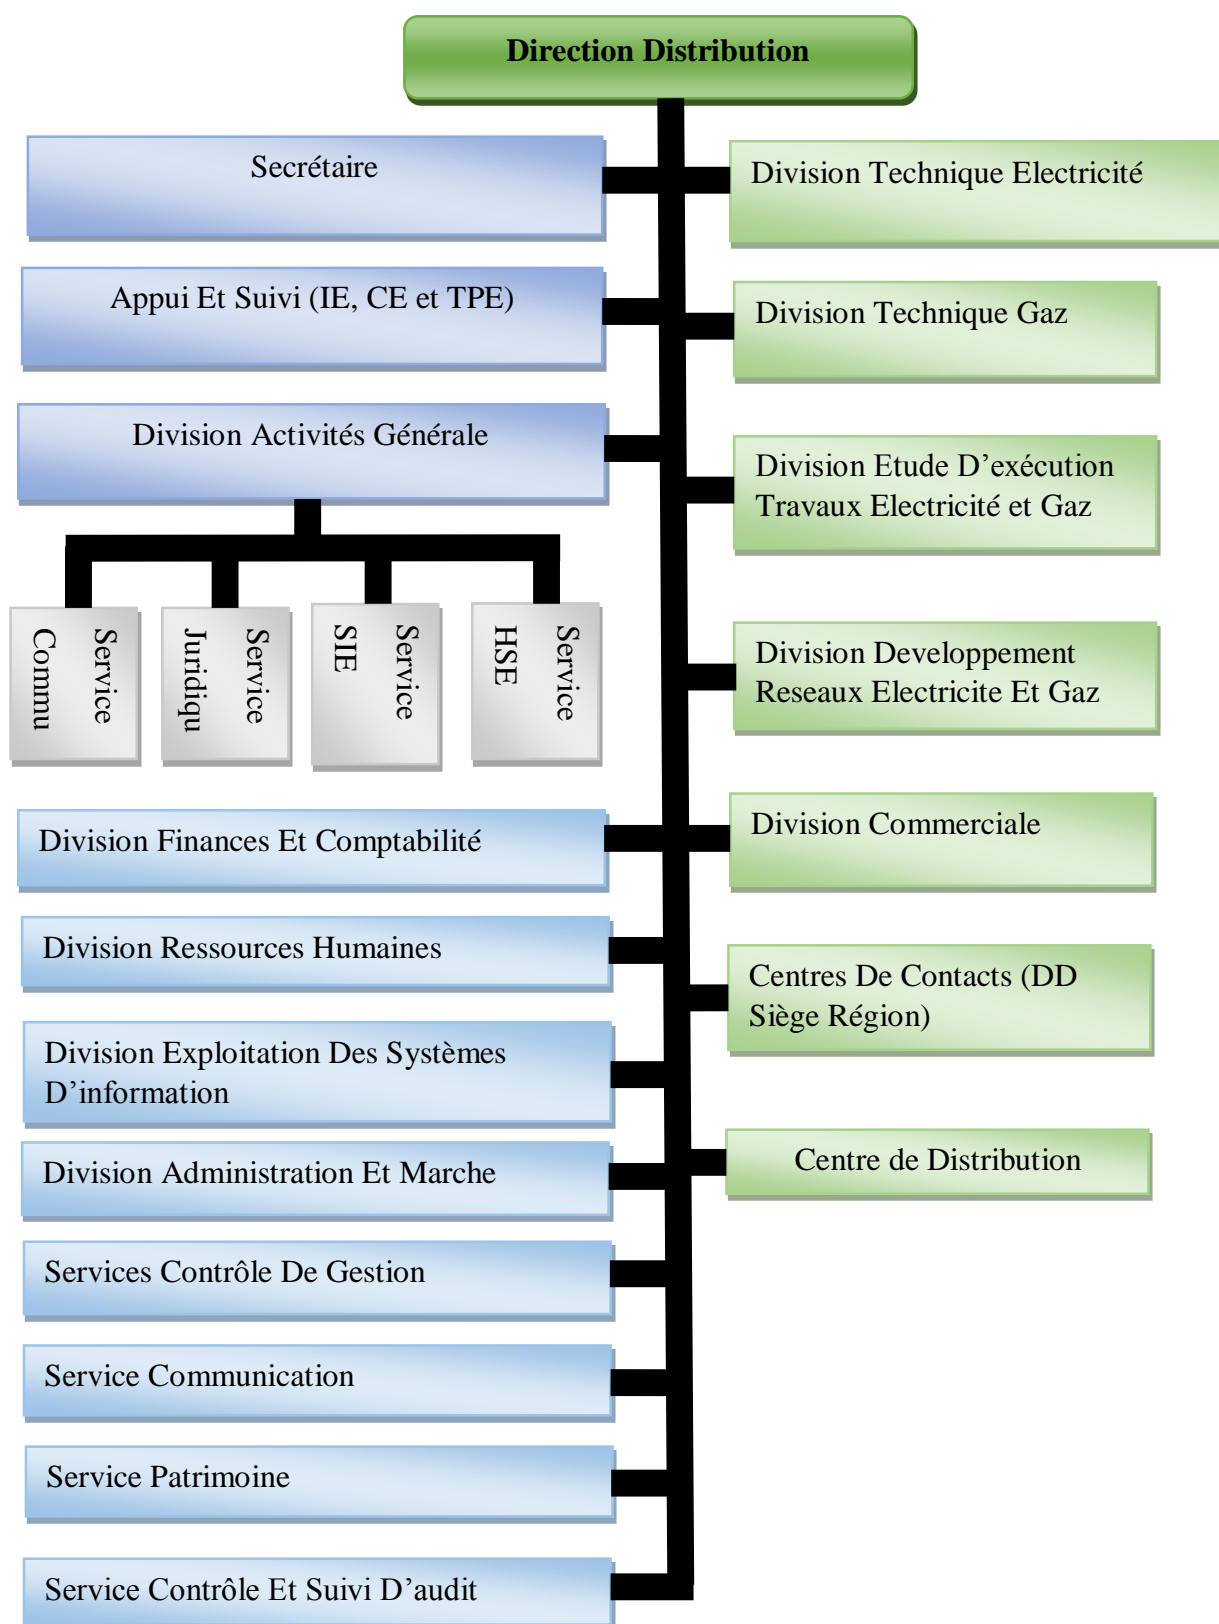 Direction Distribution
Secrétaire
Appui Et Suivi (IE, CE et TPE)
Division Activités Générale
Service
Commu
Service
Juridiqu
Service
SIE
Service
HSE
Division Finances Et Comptabilité
Division Ressources Humaines
Division Exploitation Des Systèmes
D’information
Division Administration Et Marche
Services Contrôle De Gestion
Service Communication
Service Patrimoine
Service Contrôle Et Suivi D’audit
Division Technique Electricité
Division Technique Gaz
Division Etude D’exécution
Travaux Electricité et Gaz
Division Developpement
Reseaux Electricite Et Gaz
Division Commerciale
Centres De Contacts (DD
Siège Région)
Centre de Distribution